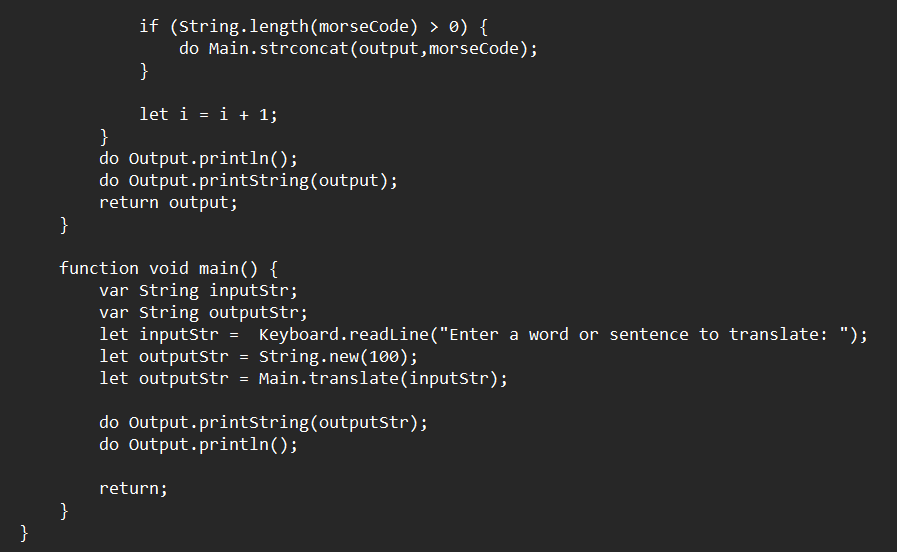 if (String.length(morseCode) > 0) {
do Main.strconcat(output,morseCode);
}
let i = i + 1;
}
do Output.println();
do Output.printString(output);
return output;
}
function void main() {
var String inputStr;
var String outputStr;
let inputStr =  Keyboard.readLine("Enter a word or sentence to translate: ");
let outputStr = String.new(100);
let outputStr = Main.translate(inputStr);
do Output.printString(outputStr);
do Output.println();
return;
}
}